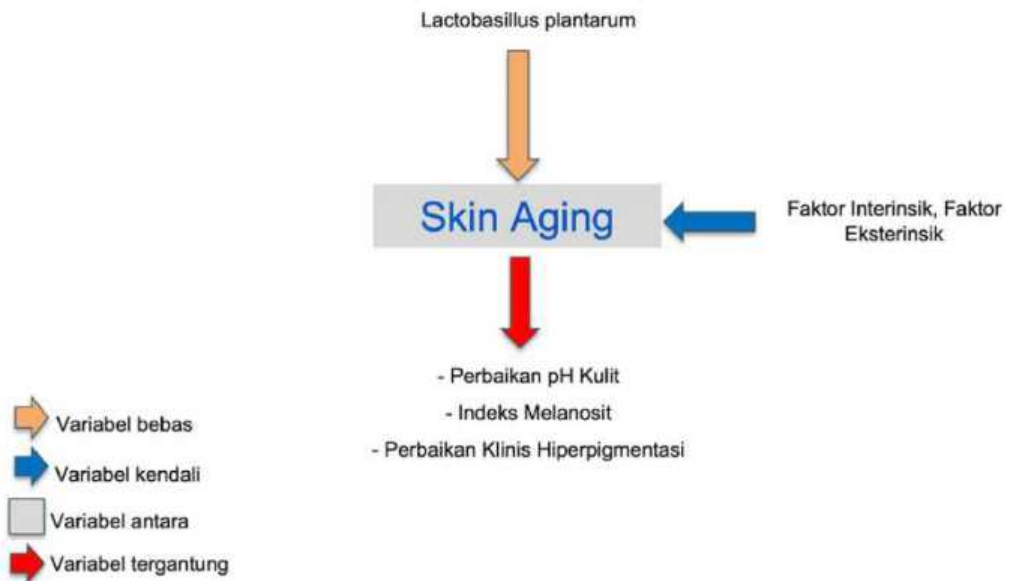 Lactobasillus plantarum
Skin Aging
Faktor Interinsik, Faktor
Eksterinsik
- Perbaikan pH Kulit
- Indeks Melanosit
- Perbaikan Klinis Hiperpigmentasi
Variabel bebas
Variabel kendali
Variabel antara
Variabel tergantung